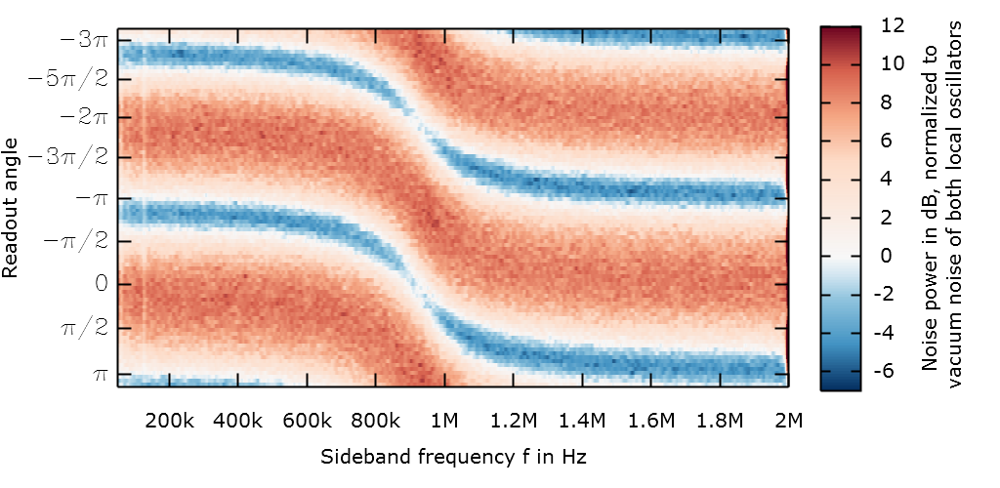 Readout angle
−3π
−5π/2
−2π
−3π/2
−π
−π/2
0
π/2
π
200k 400k 600k 800k 1M 1.2M 1.4M 1.6M 1.8M 2M
Sideband frequency f in Hz
12
10
8
6
4
2
0
-2
-4
-6
Noise power in dB, normalized to
vacuum noise of both local oscillators